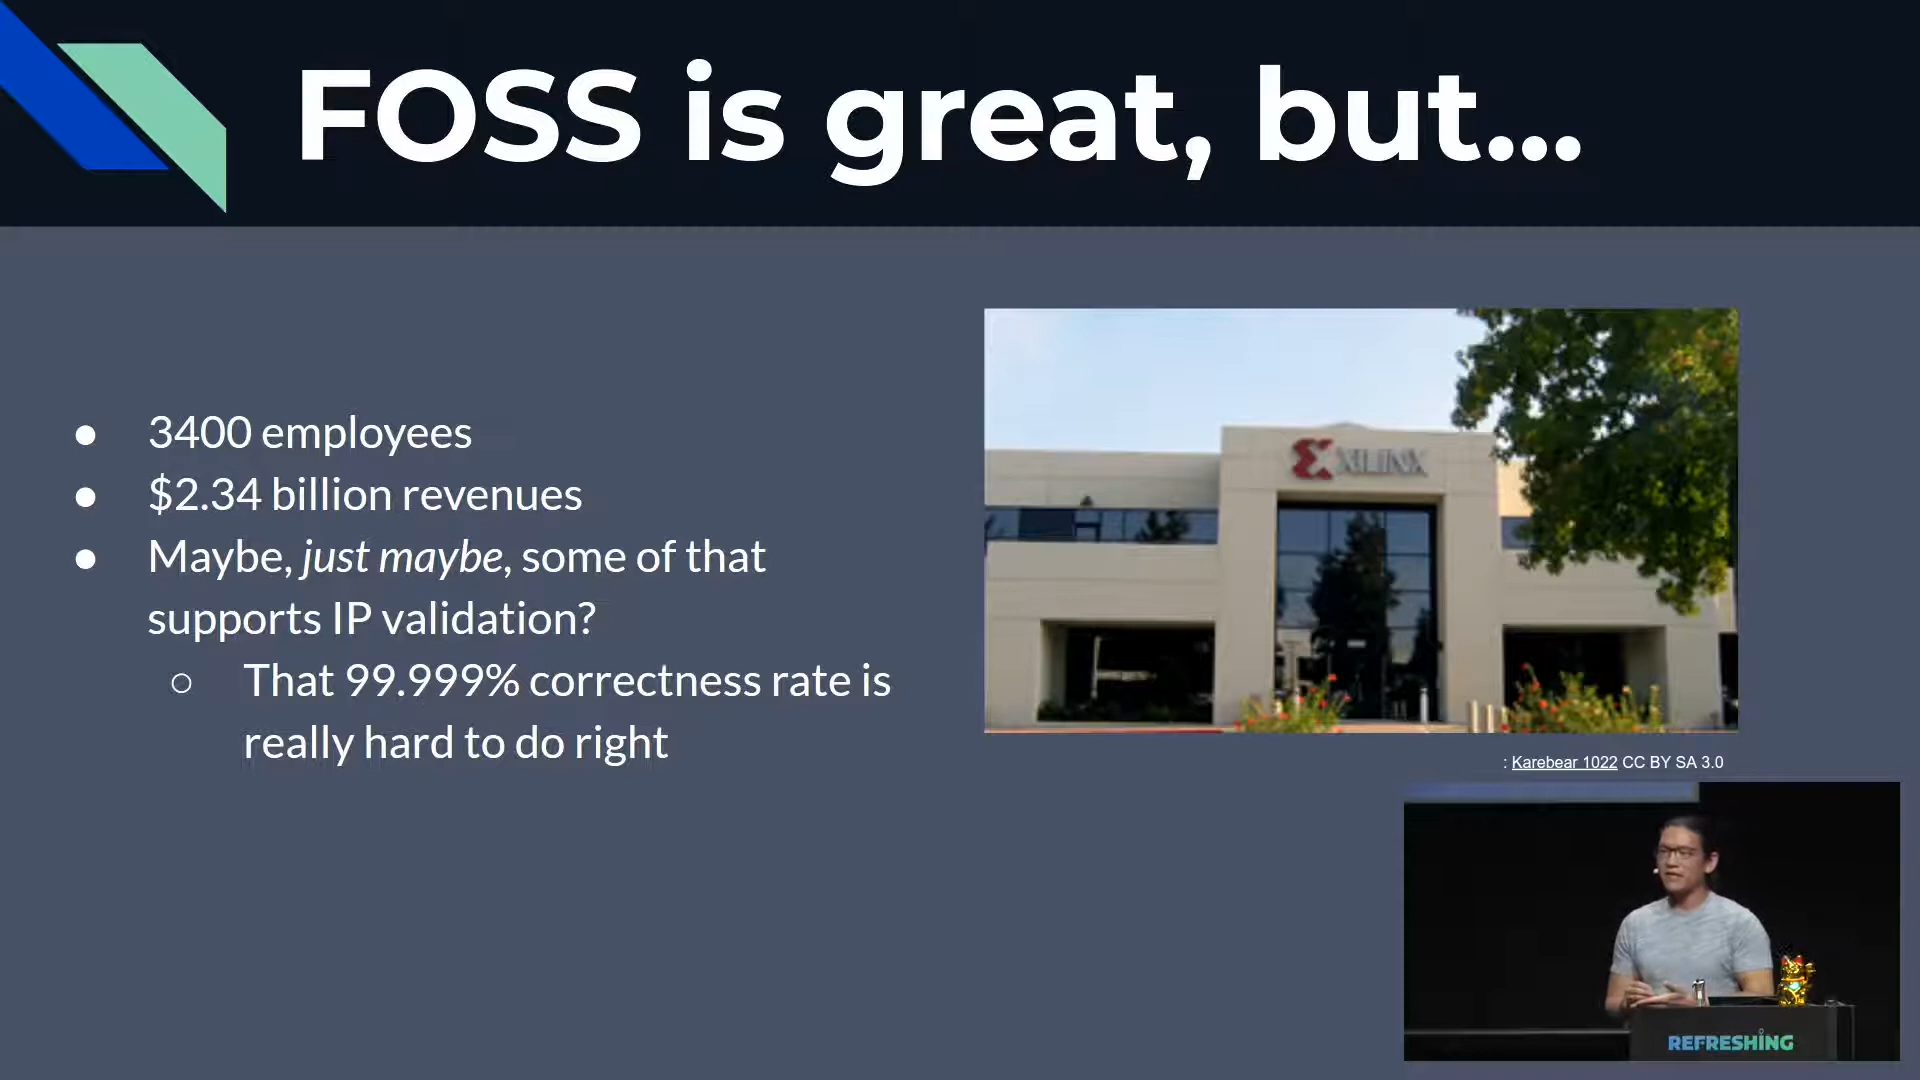 FOSS is great, but...
3400 employees
$2.34 billion revenues
Maybe, just maybe, some of that
supports IP validation?
That 99.999% correctness rate is
really hard to do right
XILINX
: Karebear 1022 CC BY SA 3.0
REFRESHING